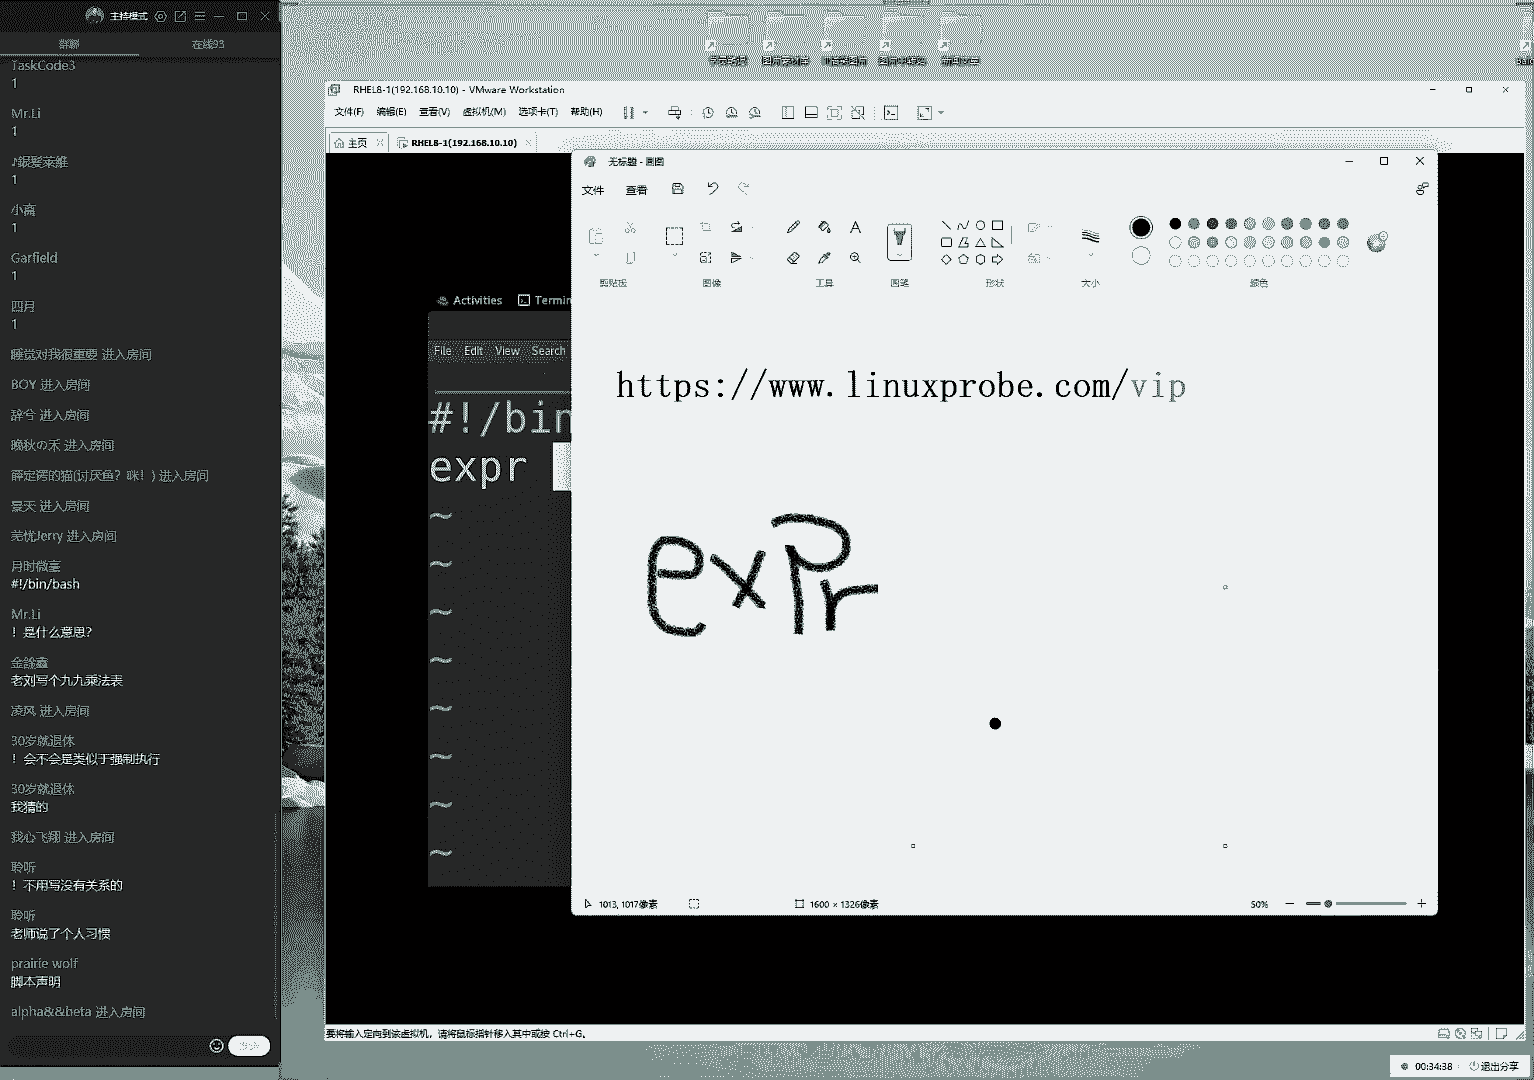 主持模式
群聊
在线93
TaskCode3
1
Mr.Li
1
♪銀髪莱維
1
小窩
1
Garfield
1
四月
1
睡觉对我很重要 进入房间
BOY 进入房间
辞兮 进入房间
晚秋の禾 进入房间
薛定谔的猫(讨厌鱼? 咪! ) 进入房间
夏天 进入房间
羌忧Jerry 进入房间
月时微寒
#!/bin/bash
Mr.Li
！是什么意思?
金舒鑫
老刘写个九九乘法表
凌风 进入房间
30岁就退休
！会不会是类似于强制执行
30岁就退休
我猜的
我心飞翔 进入房间
聆听
！不用写没有关系的
聆听
老师说了个人习惯
prairie wolf
脚本声明
alpha&&beta 进入房间
RHEL8-1(192.168.10.10) - VMware Workstation
文件(F) 编辑(E) 查看(V) 虚拟机(M) 选项卡(T) 帮助(H)
主页 RHEL8-1(192.168.10.10)
Activities Termin
File Edit View Search
#!/bin
expr
~
~
~
~
~
~
~
~
无标题 - 画图
文件 查看
剪贴板 图像 工具 画笔 形状 大小 颜色
https://www.linuxprobe.com/vip
exPr
1013, 1017像素 1600 × 1326像素 50%
要将输入定向到该虚拟机，请将鼠标指针移入其中或按 Ctrl+G。
00:34:38 退出分享